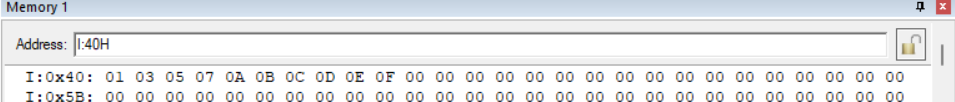 Memory 1
Address: I:40H
I:0x40: 01 03 05 07 0A 0B 0C 0D 0E 0F 00 00 00 00 00 00 00 00 00 00 00 00 00 00 00 00 00
I:0x5B: 00 00 00 00 00 00 00 00 00 00 00 00 00 00 00 00 00 00 00 00 00 00 00 00 00 00 00